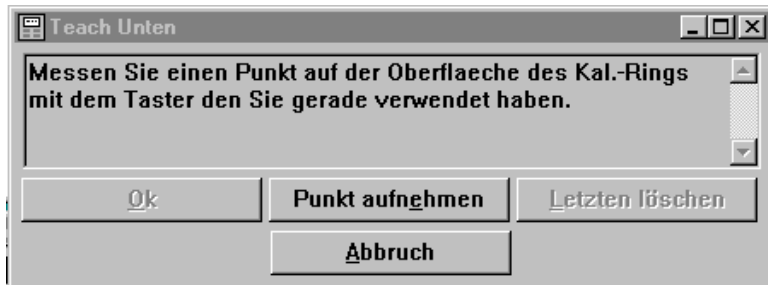 Teach Unten
Messen Sie einen Punkt auf der Oberflaeche des Kal.-Rings
mit dem Taster den Sie gerade verwendet haben.
Ok Punkt aufnehmen Letzten löschen
Abbruch